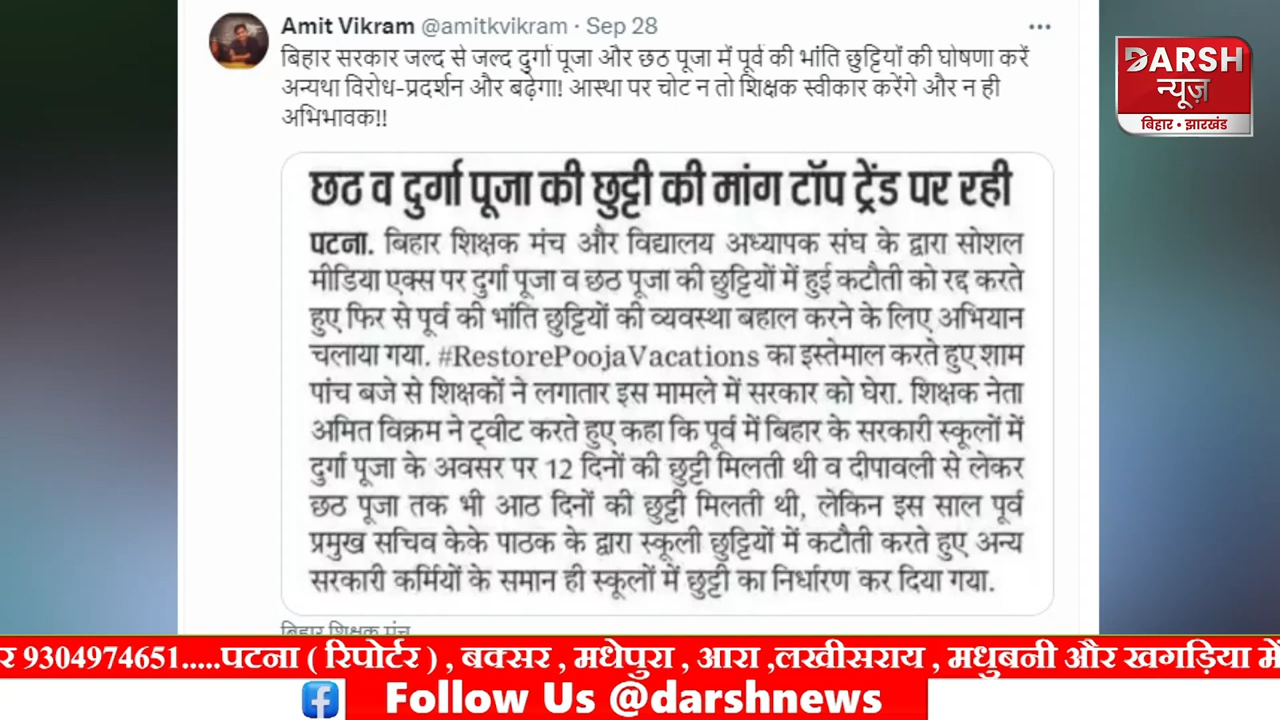 Amit Vikram @amitkvikram · Sep 28
बिहार सरकार जल्द से जल्द दुर्गा पूजा और छठ पूजा में पूर्व की भांति छुट्टियों की घोषणा करें
अन्यथा विरोध-प्रदर्शन और बढ़ेगा! आस्था पर चोट न तो शिक्षक स्वीकार करेंगे और न ही
अभिभावक!!
DARSH
न्यूज़
बिहार • झारखंड
छठ व दुर्गा पूजा की छुट्टी की मांग टॉप ट्रेंड पर रही
पटना. बिहार शिक्षक मंच और विद्यालय अध्यापक संघ के द्वारा सोशल
मीडिया एक्स पर दुर्गा पूजा व छठ पूजा की छुट्टियों में हुई कटौती को रद्द करते
हुए फिर से पूर्व की भांति छुट्टियों की व्यवस्था बहाल करने के लिए अभियान
चलाया गया. #RestorePoojaVacations का इस्तेमाल करते हुए शाम
पांच बजे से शिक्षकों ने लगातार इस मामले में सरकार को घेरा. शिक्षक नेता
अमित विक्रम ने ट्वीट करते हुए कहा कि पूर्व में बिहार के सरकारी स्कूलों में
दुर्गा पूजा के अवसर पर 12 दिनों की छुट्टी मिलती थी व दीपावली से लेकर
छठ पूजा तक भी आठ दिनों की छुट्टी मिलती थी, लेकिन इस साल पूर्व
प्रमुख सचिव केके पाठक के द्वारा स्कूली छुट्टियों में कटौती करते हुए अन्य
सरकारी कर्मियों के समान ही स्कूलों में छुट्टी का निर्धारण कर दिया गया.
बिहार शिक्षक मंच
र 9304974651.....पटना ( रिपोर्टर ) , बक्सर , मधेपुरा , आरा ,लखीसराय , मधुबनी और खगड़िया में
Follow Us @darshnews